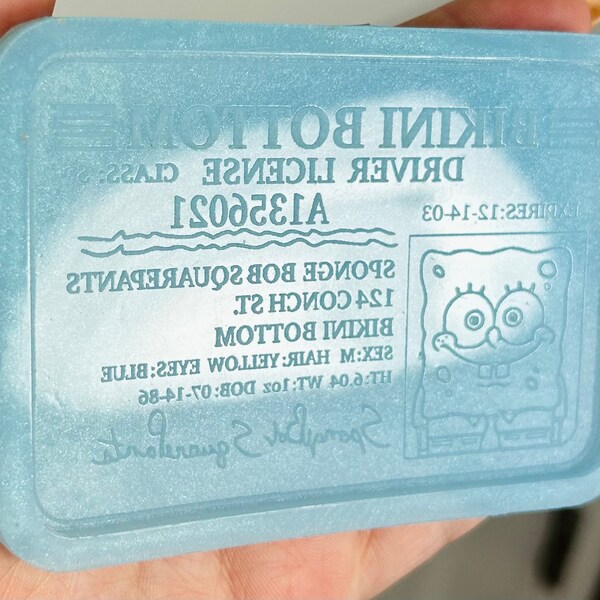 BIKINI BOTTOM
DRIVER LICENSE CLASS:
A1356021
EXPIRES:12-14-03
SPONGE BOB SQUAREPANTS
124 CONCH ST.
BIKINI BOTTOM
SEX:M HAIR:YELLOW EYES:BLUE
HT:6.04 WT:1oz DOB:07-14-86
SpongeBob Squarepants